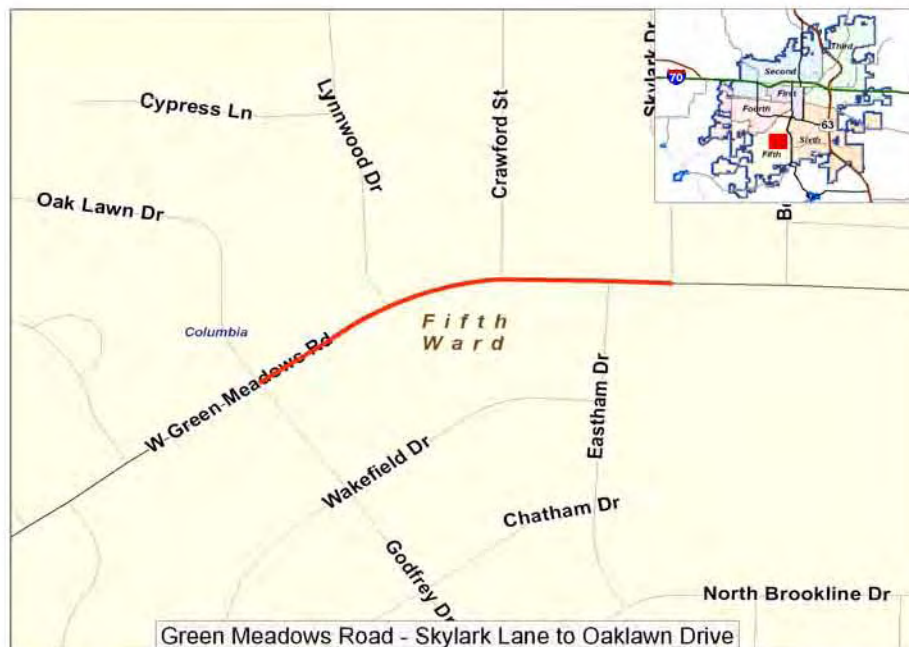 Cypress Ln
Lynnwood Dr
Crawford St
Skylark Dr
Oak Lawn Dr
Columbia
Fifth
Ward
W Green Meadows Rd
Eastham Dr
Wakefield Dr
Chatham Dr
Godfrey Dr
North Brookline Dr
Third
Second
70
First
Fourth
63
Sixth
Fifth
Green Meadows Road - Skylark Lane to Oaklawn Drive